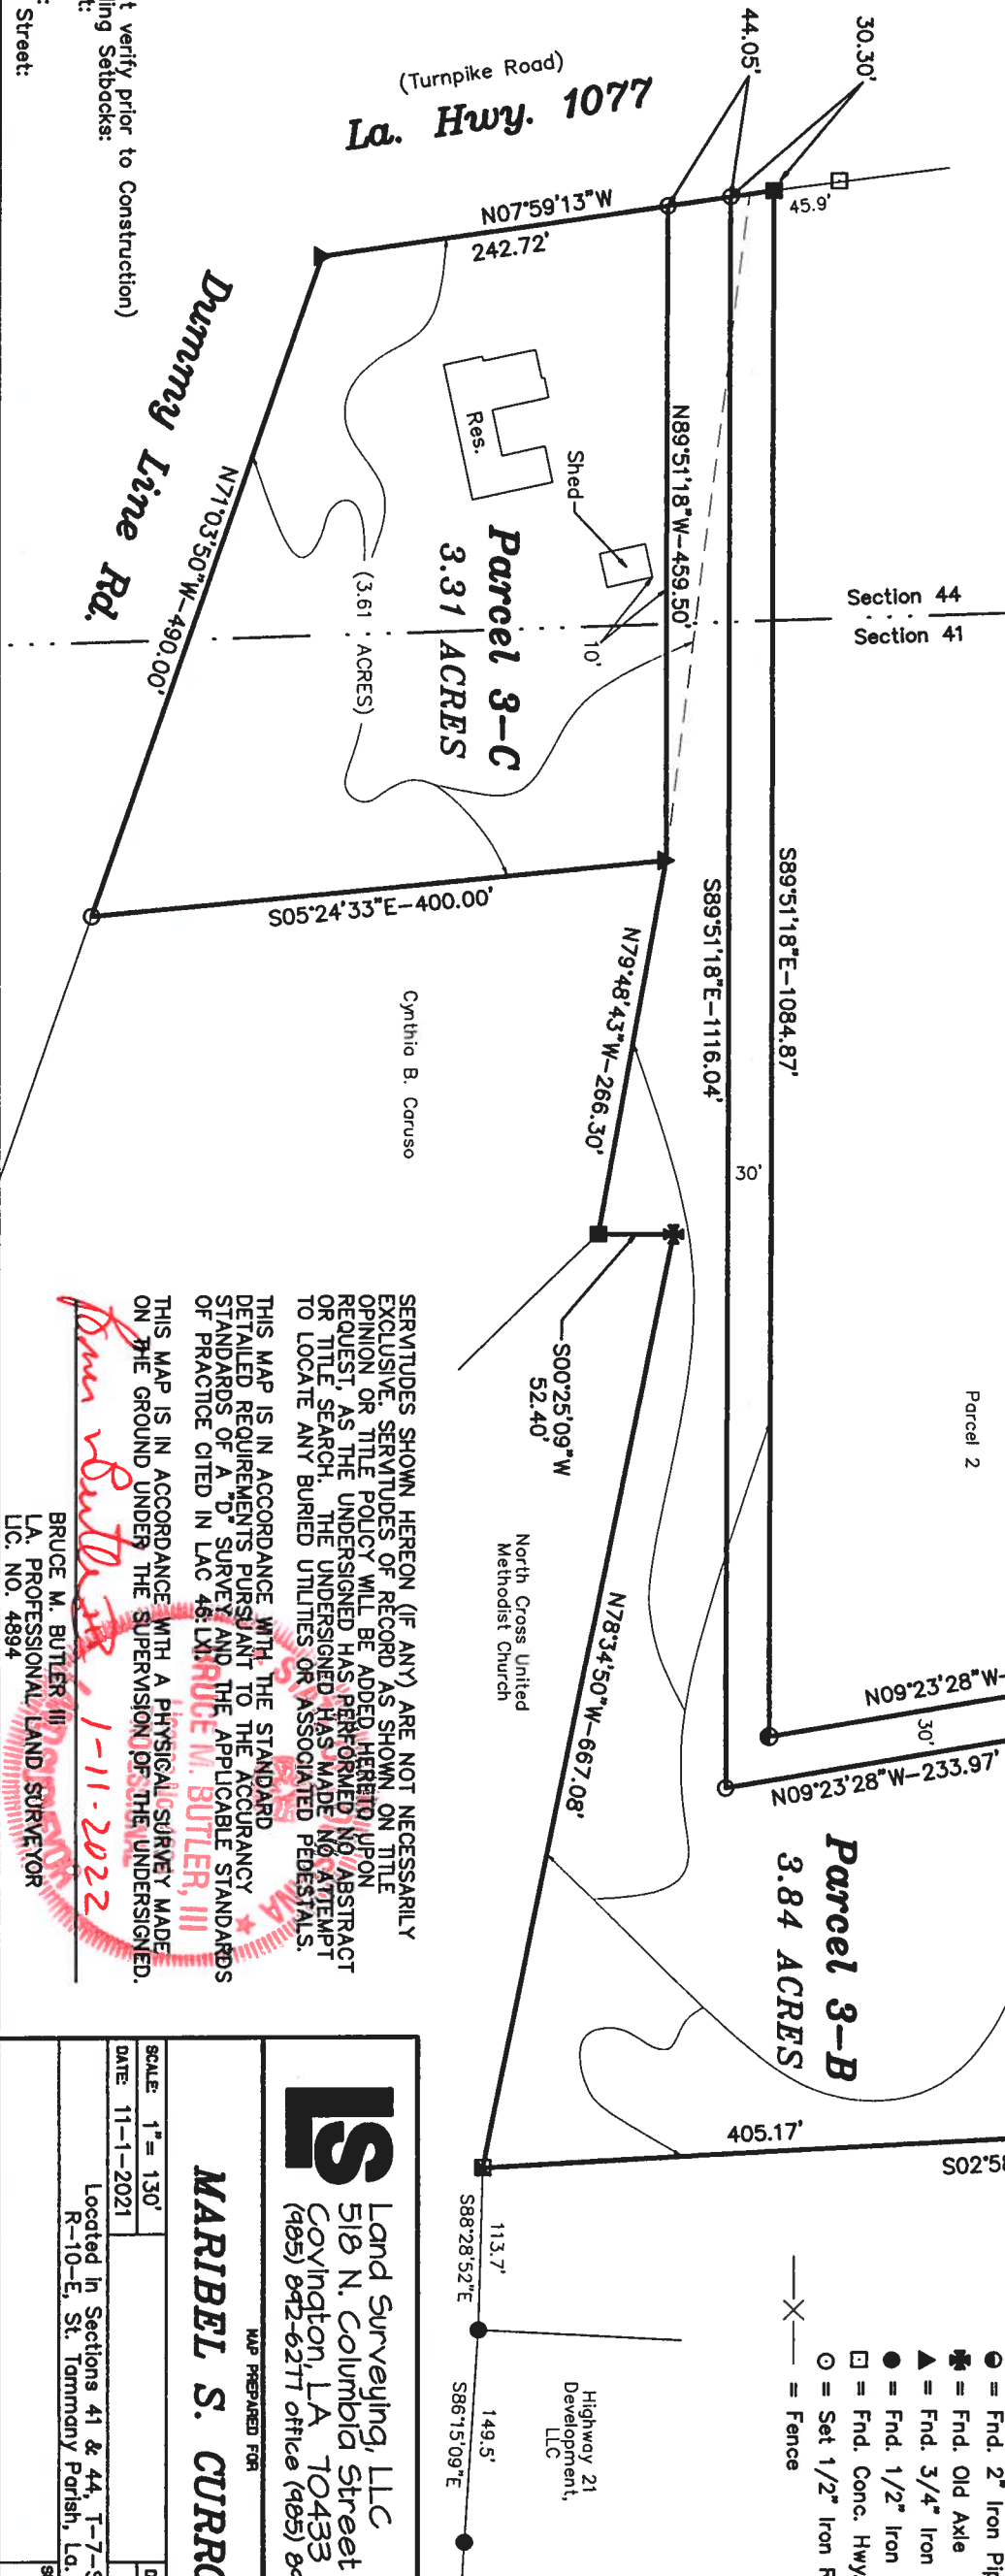 30.30'
44.05'
(Turnpike Road)
La. Hwy. 1077
N07°59'13"W
242.72'
45.9'
t verify prior to Construction)
ing Setbacks:
t:
:
Street:
Dummy Line Rd.
N71°03'50"W-490.00'
Res.
Shed
10'
N89°51'18"W-459.50'
Parcel 3-C
3.31 ACRES
(3.61 ACRES)
Section 44
Section 41
S05°24'33"E-400.00'
S89°51'18"E-1084.87'
S89°51'18"E-1116.04'
30'
N79°48'43"W-266.30'
Cynthia B. Caruso
S00°25'09"W
52.40'
Parcel 2
North Cross United
Methodist Church
N78°34'50"W-667.08'
N09°23'28"W-
30'
N09°23'28"W-233.97'
Parcel 3-B
3.84 ACRES
405.17'
S02°58
113.7'
S88°28'52"E
149.5'
S86°15'09"E
Highway 21
Development,
LLC
= Fnd. 2" Iron Pip
= Fnd. Old Axle
= Fnd. 3/4" Iron
= Fnd. 1/2" Iron
= Fnd. Conc. Hwy
= Set 1/2" Iron R
= Fence
SERVITUDES SHOWN HEREON (IF ANY) ARE NOT NECESSARILY
EXCLUSIVE. SERVITUDES OF RECORD AS SHOWN ON TITLE
OPINION OR TITLE POLICY WILL BE ADDED HERETO UPON
REQUEST, AS THE UNDERSIGNED HAS PERFORMED NO ABSTRACT
OR TITLE SEARCH. THE UNDERSIGNED HAS MADE NO ATTEMPT
TO LOCATE ANY BURIED UTILITIES OR ASSOCIATED PEDESTALS.
THIS MAP IS IN ACCORDANCE WITH THE STANDARD
DETAILED REQUIREMENTS PURSUANT TO THE ACCURANCY
STANDARDS OF A "D" SURVEY AND THE APPLICABLE STANDARDS
OF PRACTICE CITED IN LAC 46:LXI.
THIS MAP IS IN ACCORDANCE WITH A PHYSICAL SURVEY MADE
ON THE GROUND UNDER THE SUPERVISION OF THE UNDERSIGNED.
1-11-2022
BRUCE M. BUTLER, III
BRUCE M. BUTLER III
LA. PROFESSIONAL LAND SURVEYOR
LIC. NO. 4894
LS
Land Surveying, LLC
518 N. Columbia Street
Covington, LA 70433
(985) 892-6277 office (985) 89
MAP PREPARED FOR
MARIBEL S. CURRO
SCALE: 1" = 130'
DATE: 11-1-2021
Located in Sections 41 & 44, T-7-S
R-10-E, St. Tammany Parish, La.